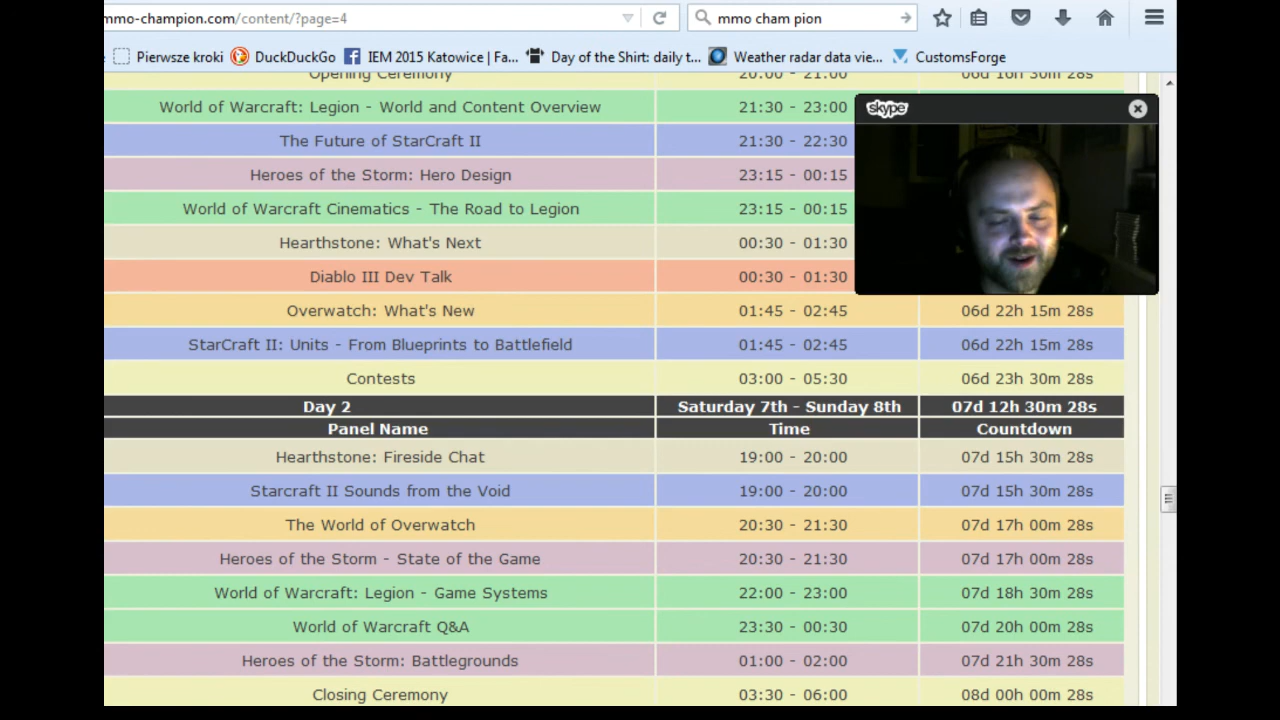 mmo-champion.com/content/?page=4
mmo cham pion
Pierwsze kroki DuckDuckGo IEM 2015 Katowice | Fa... Day of the Shirt: daily t... Weather radar data vie... CustomsForge
Opening Ceremony 20:00 - 21:00 06d 16h 30m 28s
World of Warcraft: Legion - World and Content Overview 21:30 - 23:00
skype
The Future of StarCraft II 21:30 - 22:30
Heroes of the Storm: Hero Design 23:15 - 00:15
World of Warcraft Cinematics - The Road to Legion 23:15 - 00:15
Hearthstone: What's Next 00:30 - 01:30
Diablo III Dev Talk 00:30 - 01:30
Overwatch: What's New 01:45 - 02:45 06d 22h 15m 28s
StarCraft II: Units - From Blueprints to Battlefield 01:45 - 02:45 06d 22h 15m 28s
Contests 03:00 - 05:30 06d 23h 30m 28s
Day 2 Saturday 7th - Sunday 8th 07d 12h 30m 28s
Panel Name Time Countdown
Hearthstone: Fireside Chat 19:00 - 20:00 07d 15h 30m 28s
Starcraft II Sounds from the Void 19:00 - 20:00 07d 15h 30m 28s
The World of Overwatch 20:30 - 21:30 07d 17h 00m 28s
Heroes of the Storm - State of the Game 20:30 - 21:30 07d 17h 00m 28s
World of Warcraft: Legion - Game Systems 22:00 - 23:00 07d 18h 30m 28s
World of Warcraft Q&A 23:30 - 00:30 07d 20h 00m 28s
Heroes of the Storm: Battlegrounds 01:00 - 02:00 07d 21h 30m 28s
Closing Ceremony 03:30 - 06:00 08d 00h 00m 28s